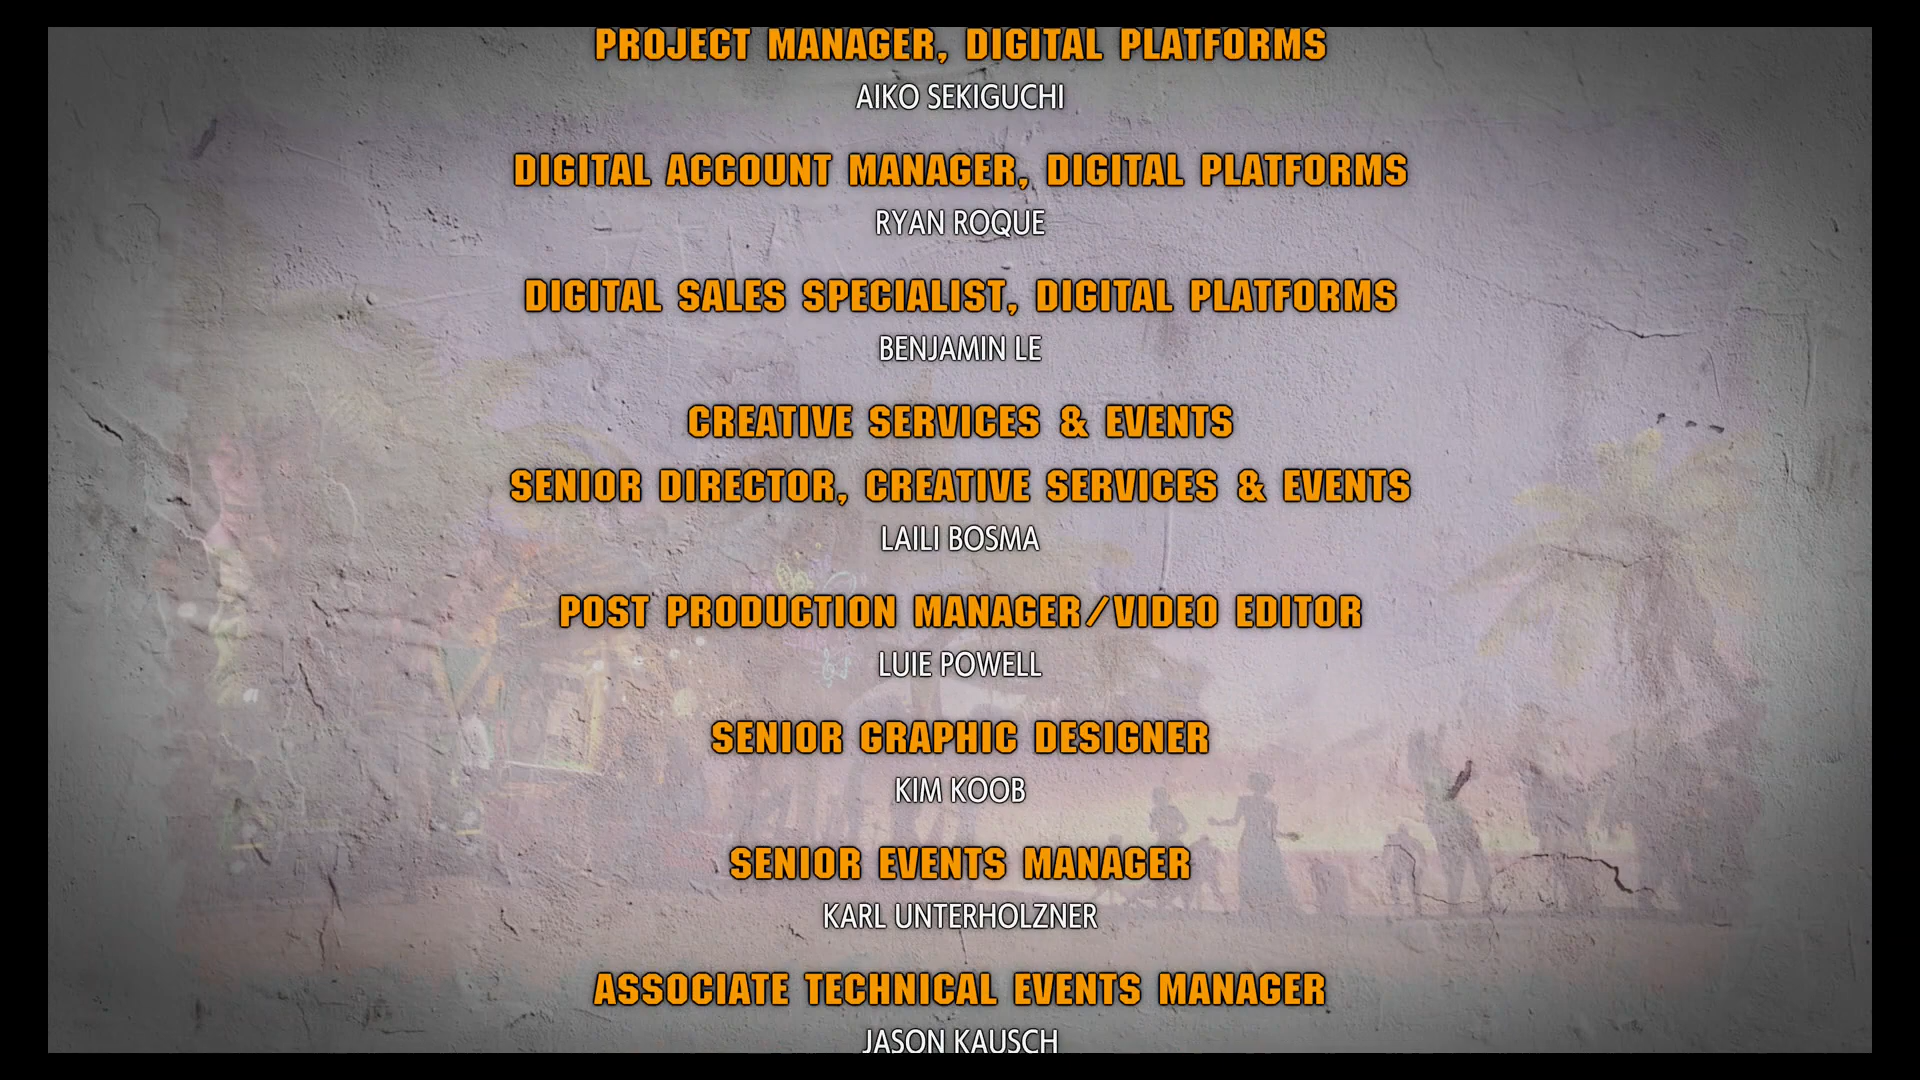 PROJECT MANAGER, DIGITAL PLATFORMS
AIKO SEKIGUCHI
DIGITAL ACCOUNT MANAGER, DIGITAL PLATFORMS
RYAN ROQUE
DIGITAL SALES SPECIALIST, DIGITAL PLATFORMS
BENJAMIN LE
CREATIVE SERVICES & EVENTS
SENIOR DIRECTOR, CREATIVE SERVICES & EVENTS
LAILI BOSMA
POST PRODUCTION MANAGER/VIDEO EDITOR
LUIE POWELL
SENIOR GRAPHIC DESIGNER
KIM KOOB
SENIOR EVENTS MANAGER
KARL UNTERHOLZNER
ASSOCIATE TECHNICAL EVENTS MANAGER
JASON KAUSCH